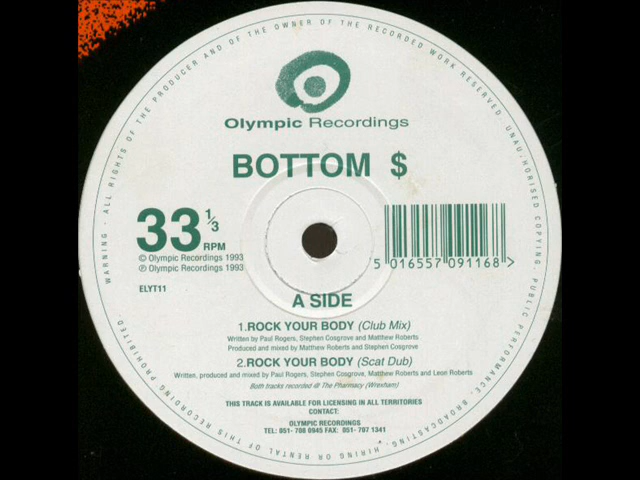 WARNING - ALL RIGHTS OF THE PRODUCER AND OF THE OWNER OF THE RECORDED WORK RESERVED. UNAUTHORISED COPYING, PUBLIC PERFORMANCE, BROADCASTING, HIRING OR RENTAL OF THIS RECORDING PROHIBITED
Olympic Recordings
BOTTOM $
33 1/3
RPM
© Olympic Recordings 1993
℗ Olympic Recordings 1993
ELYT11
5 016557 091168 >
A SIDE
1.ROCK YOUR BODY (Club Mix)
Written by Paul Rogers, Stephen Cosgrove and Matthew Roberts
Produced and mixed by Matthew Roberts and Stephen Cosgrove
2.ROCK YOUR BODY (Scat Dub)
Written, produced and mixed by Paul Rogers, Stephen Cosgrove, Matthew Roberts and Leon Roberts
Both tracks recorded @ The Pharmacy (Wrexham)
THIS TRACK IS AVAILABLE FOR LICENSING IN ALL TERRITORIES
CONTACT:
OLYMPIC RECORDINGS
TEL: 051- 708 8945 FAX: 051- 707 1341